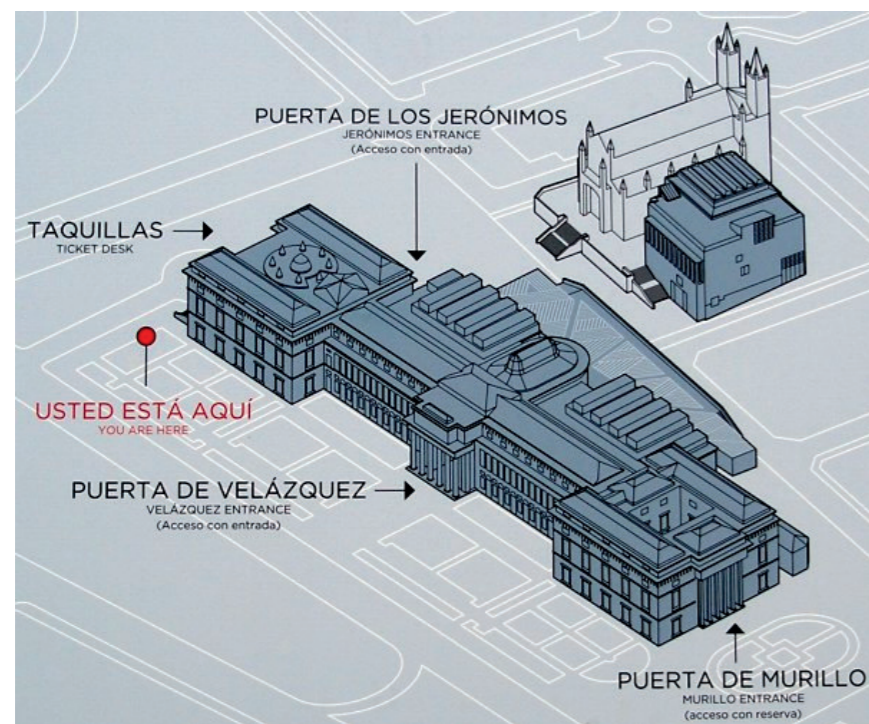 PUERTA DE LOS JERÓNIMOS
JERÓNIMOS ENTRANCE
(Acceso con entrada)
TAQUILLAS
TICKET DESK
USTED ESTÁ AQUÍ
YOU ARE HERE
PUERTA DE VELÁZQUEZ
VELÁZQUEZ ENTRANCE
(Acceso con entrada)
PUERTA DE MURILLO
MURILLO ENTRANCE
(acceso con reserva)